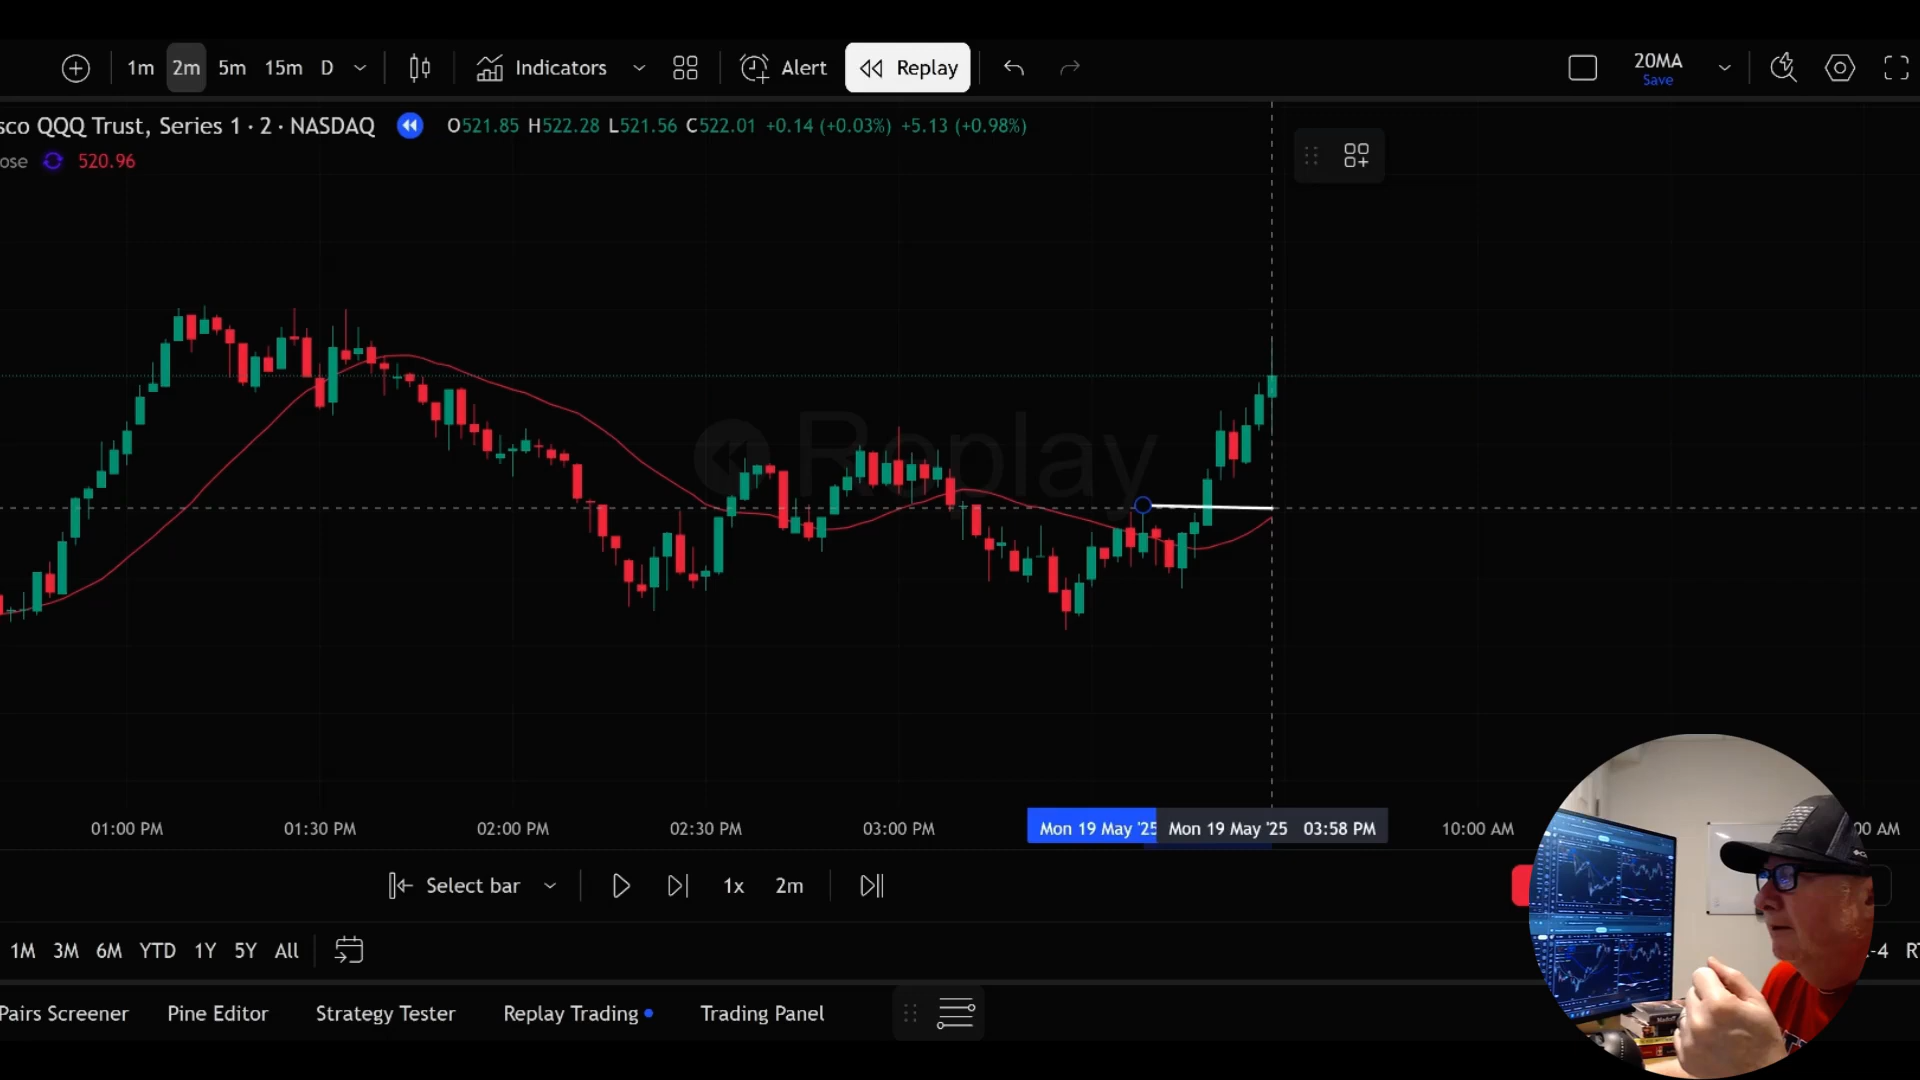 1m 2m 5m 15m D Indicators Alert Replay 20MA
Save
sco QQQ Trust, Series 1 · 2 · NASDAQ O521.85 H522.28 L521.56 C522.01 +0.14 (+0.03%) +5.13 (+0.98%)
ose 520.96
Replay
01:00 PM 01:30 PM 02:00 PM 02:30 PM 03:00 PM Mon 19 May '25 Mon 19 May '25 03:58 PM 10:00 AM 00 AM
Select bar 1x 2m
1M 3M 6M YTD 1Y 5Y All -4 RT
Pairs Screener Pine Editor Strategy Tester Replay Trading Trading Panel